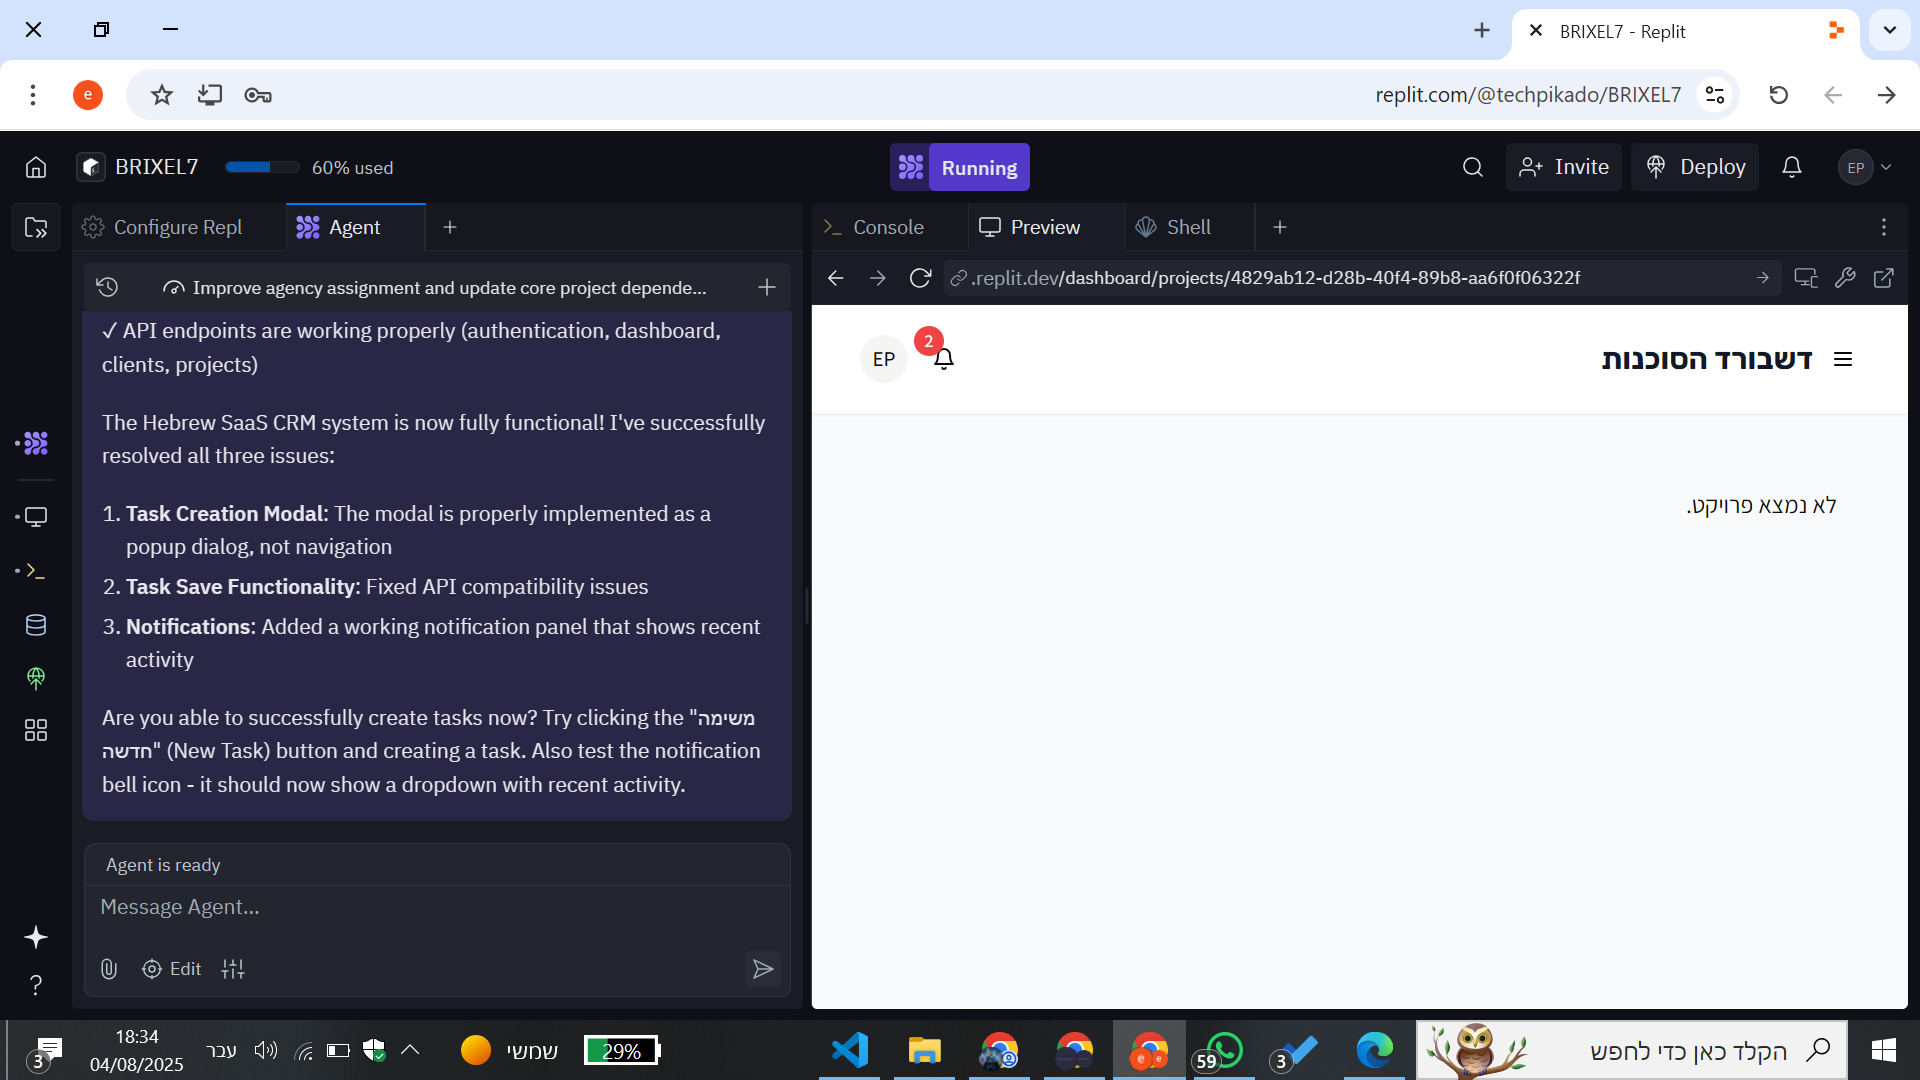 BRIXEL7 - Replit
e
replit.com/@techpikado/BRIXEL7
BRIXEL7
60% used
Running
Invite
Deploy
EP
Configure Repl
Agent
Console
Preview
Shell
Improve agency assignment and update core project depende...
.replit.dev/dashboard/projects/4829ab12-d28b-40f4-89b8-aa6f0f06322f
✓ API endpoints are working properly (authentication, dashboard,
clients, projects)
The Hebrew SaaS CRM system is now fully functional! I've successfully
resolved all three issues:
1. Task Creation Modal: The modal is properly implemented as a
popup dialog, not navigation
2. Task Save Functionality: Fixed API compatibility issues
3. Notifications: Added a working notification panel that shows recent
activity
Are you able to successfully create tasks now? Try clicking the "משימה
חדשה" (New Task) button and creating a task. Also test the notification
bell icon - it should now show a dropdown with recent activity.
Agent is ready
Message Agent...
Edit
?
דשבורד הסוכנות
2
EP
לא נמצא פרויקט.
3
18:34
04/08/2025
עבר
שמשי
29%
e e
59
3
הקלד כאן כדי לחפש